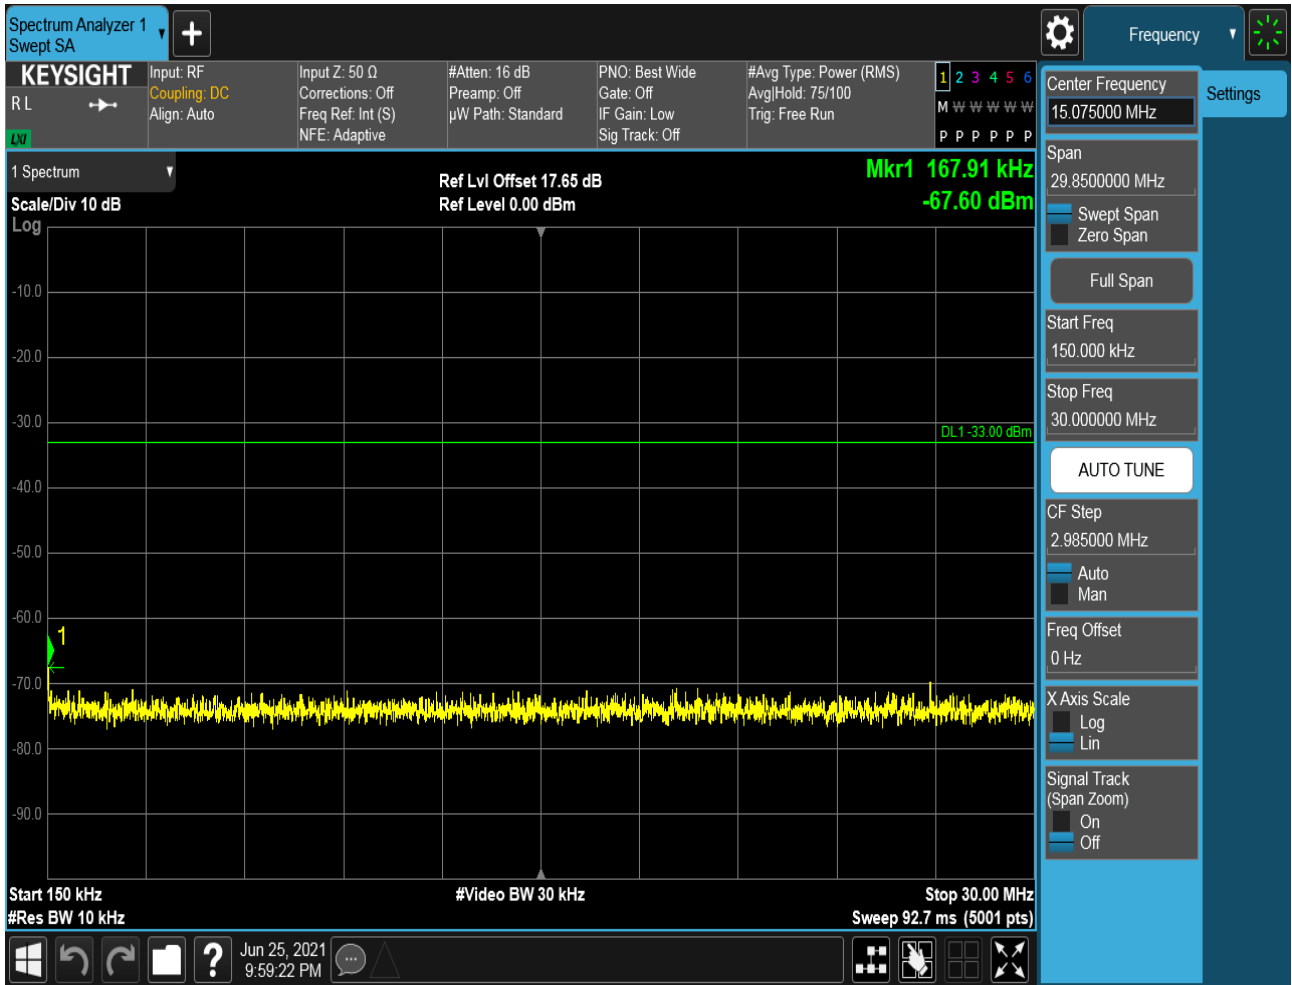 Spectrum Analyzer 1
Swept SA
Frequency
KEYSIGHT
R L
LXI
Input: RF
Coupling: DC
Align: Auto
Input Z: 50 Ω
Corrections: Off
Freq Ref: Int (S)
NFE: Adaptive
#Atten: 16 dB
Preamp: Off
µW Path: Standard
PNO: Best Wide
Gate: Off
IF Gain: Low
Sig Track: Off
#Avg Type: Power (RMS)
Avg|Hold: 75/100
Trig: Free Run
1 2 3 4 5 6
M W W W W W
P P P P P P
1 Spectrum
Scale/Div 10 dB
Log
Ref Lvl Offset 17.65 dB
Ref Level 0.00 dBm
Mkr1 167.91 kHz
-67.60 dBm
-10.0
-20.0
-30.0
DL1 -33.00 dBm
-40.0
-50.0
-60.0
1
-70.0
-80.0
-90.0
Start 150 kHz
#Res BW 10 kHz
#Video BW 30 kHz
Stop 30.00 MHz
Sweep 92.7 ms (5001 pts)
Center Frequency
15.075000 MHz
Settings
Span
29.8500000 MHz
Swept Span
Zero Span
Full Span
Start Freq
150.000 kHz
Stop Freq
30.000000 MHz
AUTO TUNE
CF Step
2.985000 MHz
Auto
Man
Freq Offset
0 Hz
X Axis Scale
Log
Lin
Signal Track
(Span Zoom)
On
Off
?
Jun 25, 2021
9:59:22 PM